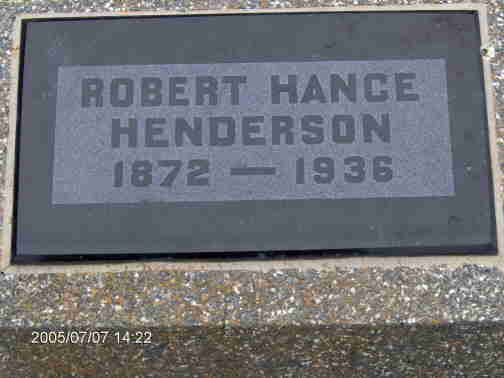 ROBERT HANCE
HENDERSON
1872 — 1936
2005/07/07 14:22